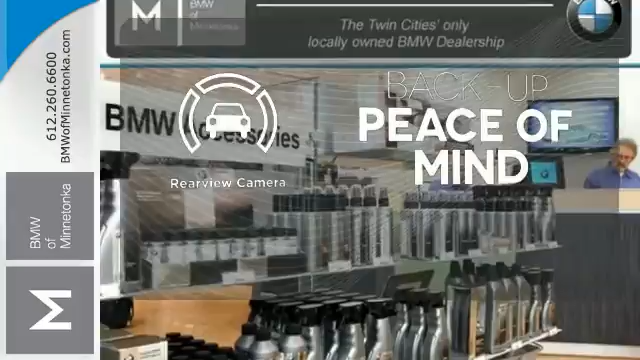 612.260.6600
BMWofMinnetonka.com
BMW
of
Minnetonka
M
M
BMW
of
Minnetonka
The Twin Cities' only
locally owned BMW Dealership
BMW
BACK-UP
PEACE OF
MIND
BMW Accessories
Rearview Camera